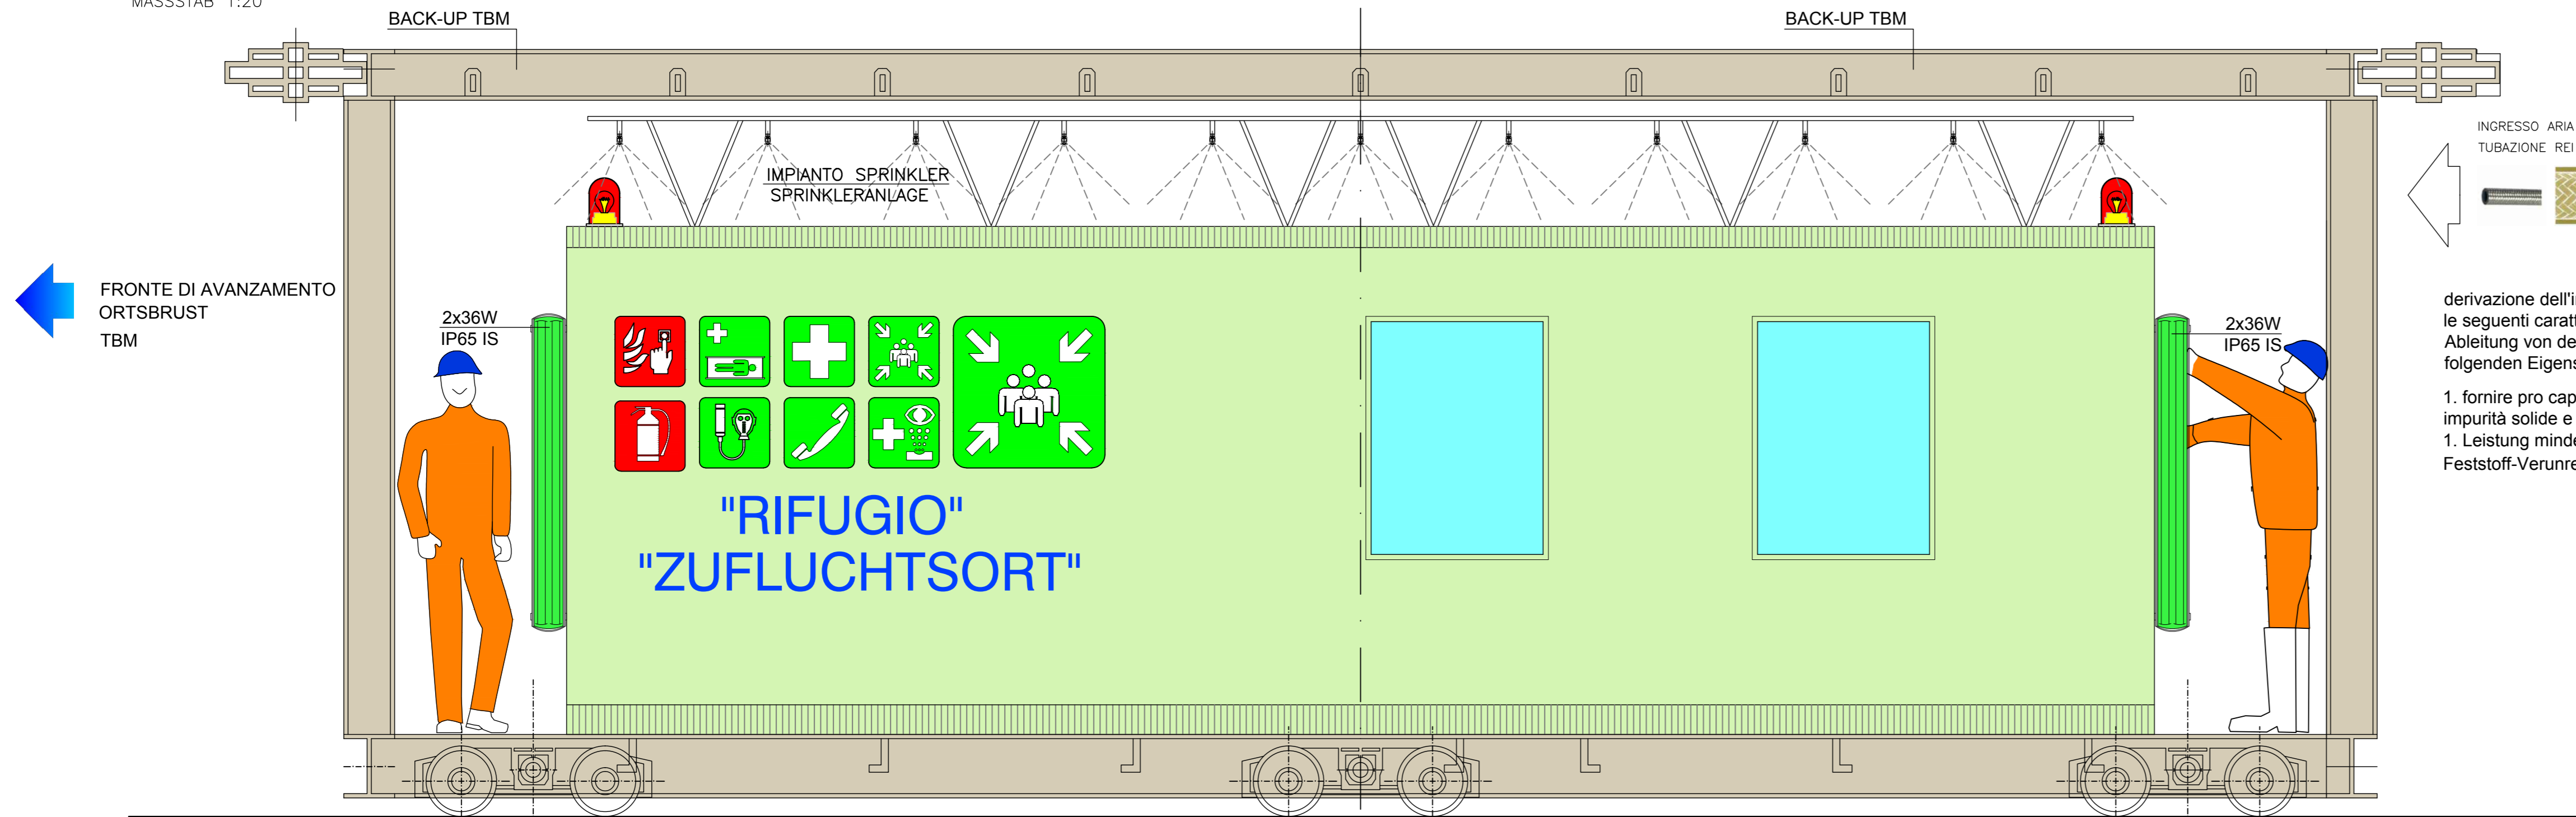 MASSSTAB 1:20
BACK-UP TBM
BACK-UP TBM
INGRESSO ARIA
TUBAZIONE REI
IMPIANTO SPRINKLER
SPRINKLERANLAGE
FRONTE DI AVANZAMENTO
ORTSBRUST
TBM
2x36W
IP65 IS
2x36W
IP65 IS
"RIFUGIO"
"ZUFLUCHTSORT"
derivazione dell'i
le seguenti caratt
Ableitung von de
folgenden Eigens
1. fornire pro cap
impurità solide e
1. Leistung minde
Feststoff-Verunre